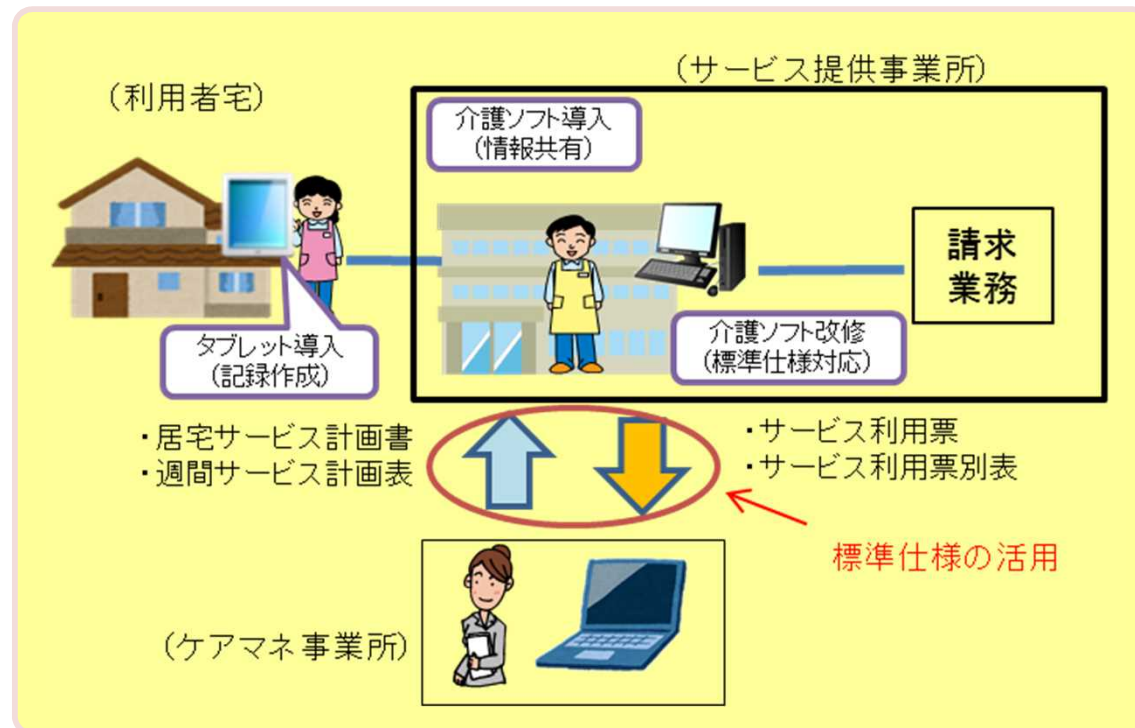 （サービス提供事業所）
（利用者宅）
介護ソフト導入
（情報共有）
請求
業務
タブレット導入
（記録作成）
介護ソフト改修
（標準仕様対応）
・居宅サービス計画書
・週間サービス計画表
・サービス利用票
・サービス利用票別表
標準仕様の活用
（ケアマネ事業所）